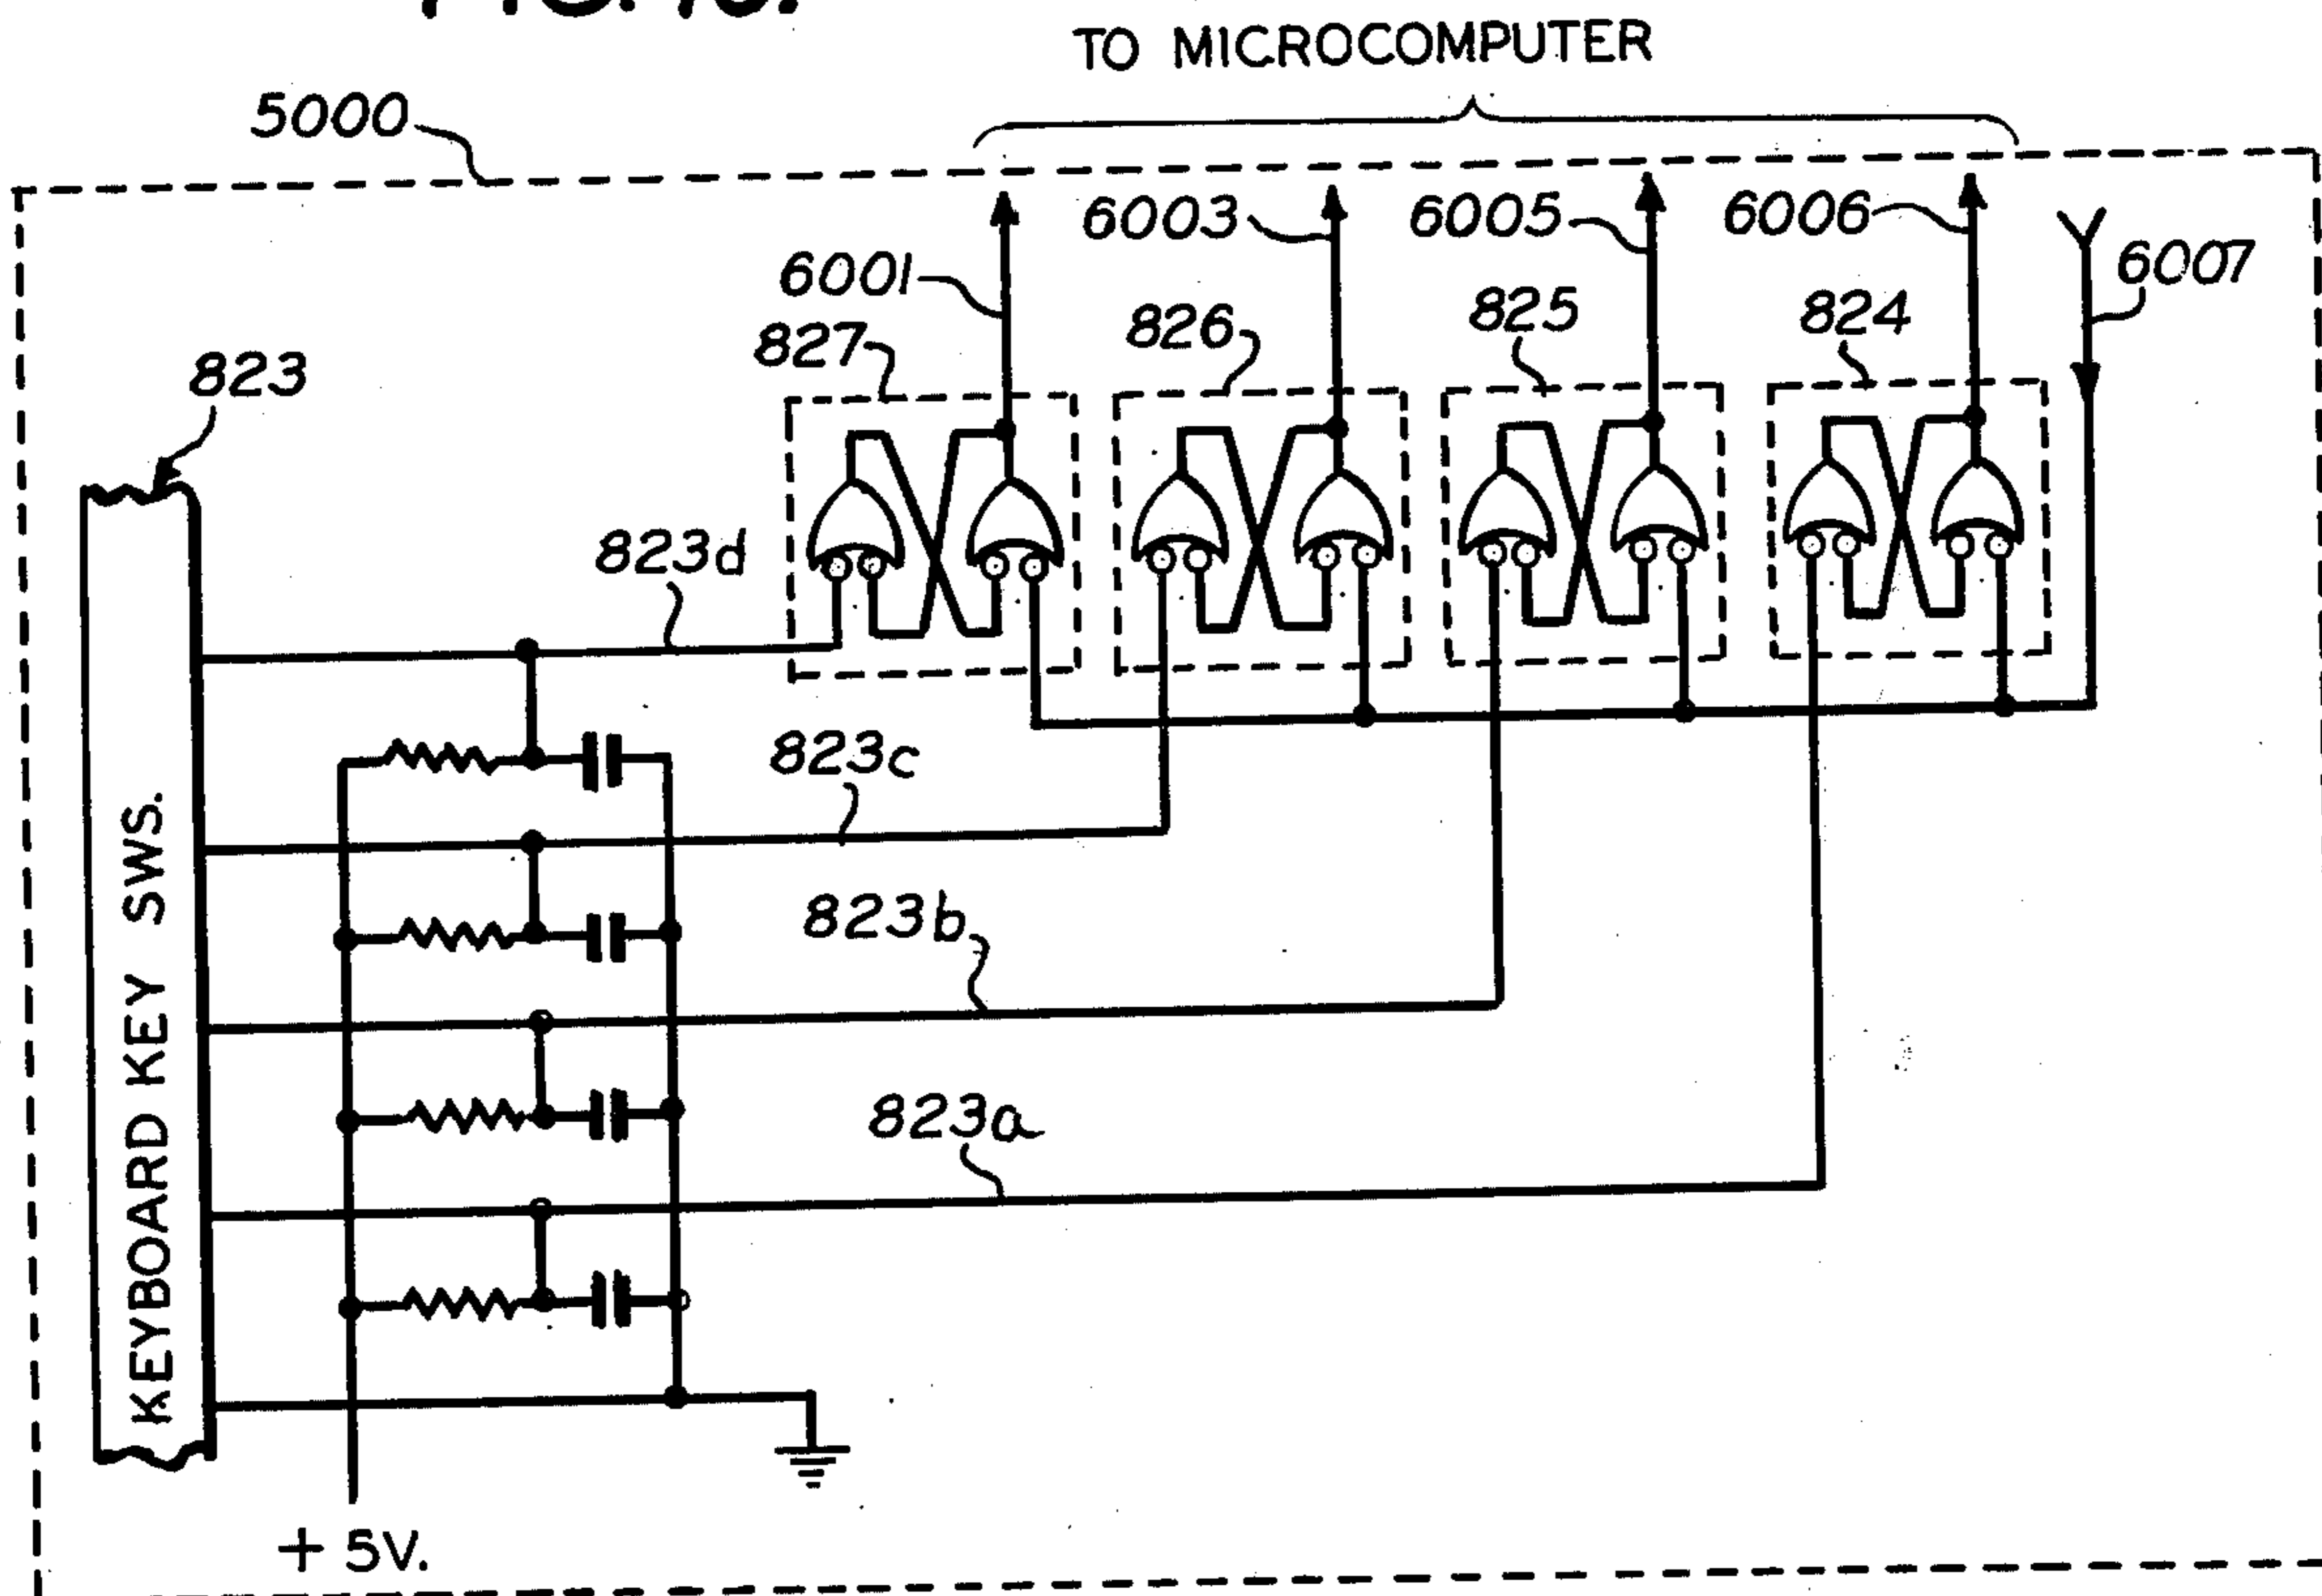 TO MICROCOMPUTER
5000
6003
6005
6006
6001
6007
827
826
825
824
823
823d
823c
823b
823a
KEYBOARD KEY SWS.
+ 5V.